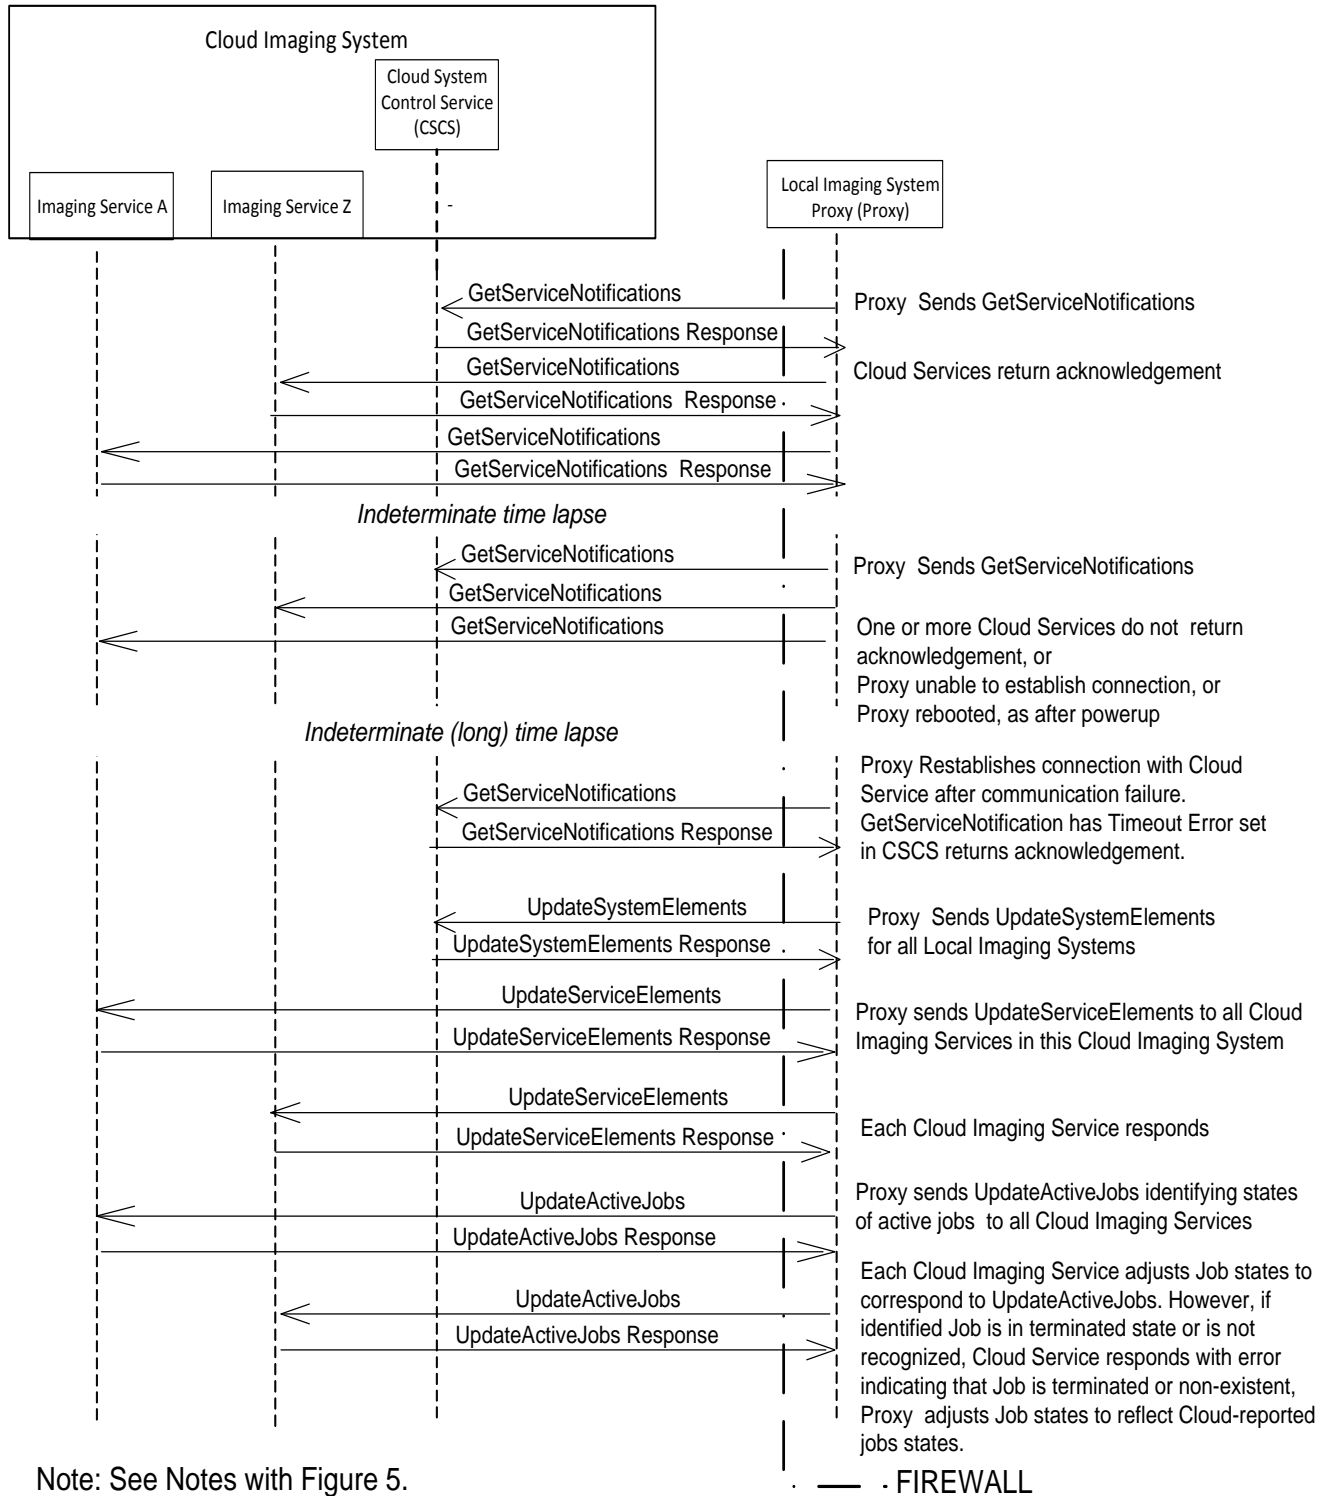 Cloud Imaging System
Cloud System
Control Service
(CSCS)
Imaging Service A
Imaging Service Z
-
Local Imaging System
Proxy (Proxy)
GetServiceNotifications
Proxy Sends GetServiceNotifications
GetServiceNotifications Response
GetServiceNotifications
Cloud Services return acknowledgement
GetServiceNotifications Response
GetServiceNotifications
GetServiceNotifications Response
Indeterminate time lapse
GetServiceNotifications
Proxy Sends GetServiceNotifications
GetServiceNotifications
GetServiceNotifications
One or more Cloud Services do not return
acknowledgement, or
Proxy unable to establish connection, or
Proxy rebooted, as after powerup
Indeterminate (long) time lapse
Proxy Restablishes connection with Cloud
Service after communication failure.
GetServiceNotification has Timeout Error set
in CSCS returns acknowledgement.
GetServiceNotifications
GetServiceNotifications Response
UpdateSystemElements
Proxy Sends UpdateSystemElements
for all Local Imaging Systems
UpdateSystemElements Response
UpdateServiceElements
Proxy sends UpdateServiceElements to all Cloud
Imaging Services in this Cloud Imaging System
UpdateServiceElements Response
UpdateServiceElements
Each Cloud Imaging Service responds
UpdateServiceElements Response
UpdateActiveJobs
Proxy sends UpdateActiveJobs identifying states
of active jobs to all Cloud Imaging Services
UpdateActiveJobs Response
Each Cloud Imaging Service adjusts Job states to
correspond to UpdateActiveJobs. However, if
identified Job is in terminated state or is not
recognized, Cloud Service responds with error
indicating that Job is terminated or non-existent,
Proxy adjusts Job states to reflect Cloud-reported
jobs states.
UpdateActiveJobs
UpdateActiveJobs Response
Note: See Notes with Figure 5.
FIREWALL